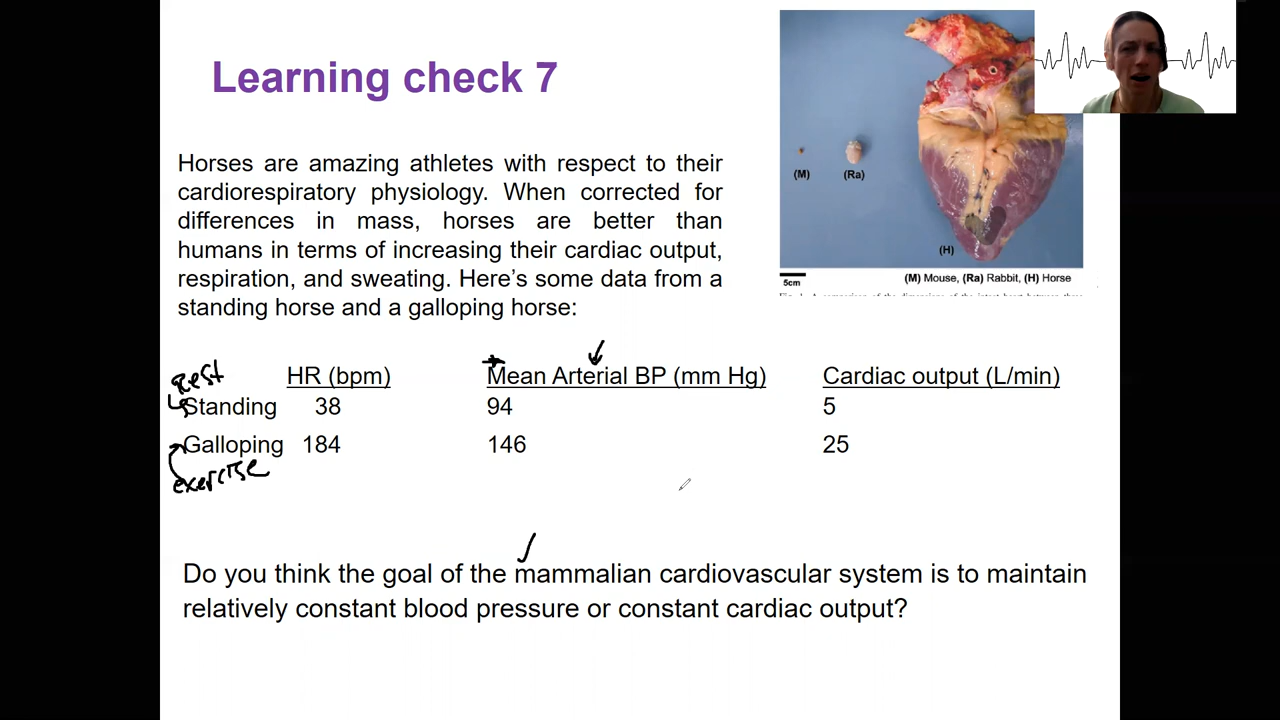 Learning check 7
Horses are amazing athletes with respect to their
cardiorespiratory physiology. When corrected for
differences in mass, horses are better than
humans in terms of increasing their cardiac output,
respiration, and sweating. Here's some data from a
standing horse and a galloping horse:
(M)
(Ra)
(H)
5cm
(M) Mouse, (Ra) Rabbit, (H) Horse
rest
HR (bpm) Mean Arterial BP (mm Hg) Cardiac output (L/min)
Standing 38 94 5
Galloping 184 146 25
exercise
Do you think the goal of the mammalian cardiovascular system is to maintain
relatively constant blood pressure or constant cardiac output?